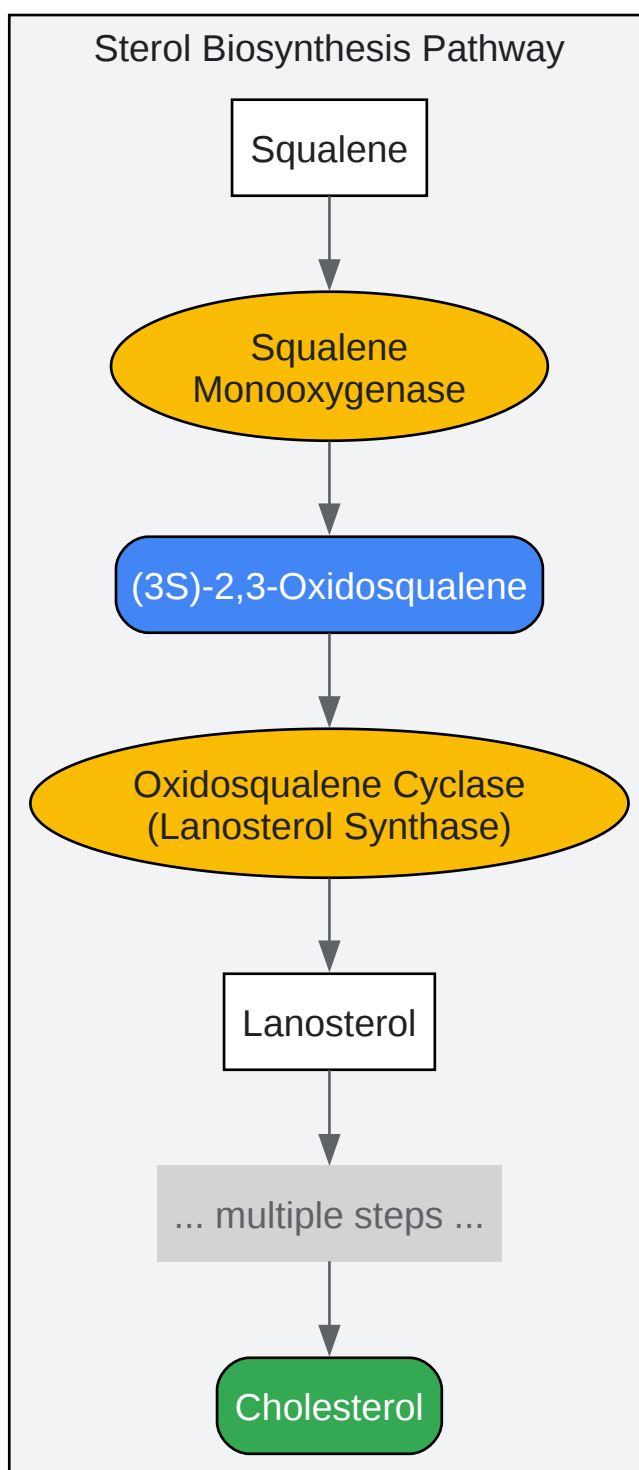 Sterol Biosynthesis Pathway
Squalene
Squalene
Monooxygenase
(3S)-2,3-Oxidosqualene
Oxidosqualene Cyclase
(Lanosterol Synthase)
Lanosterol
... multiple steps ...
Cholesterol